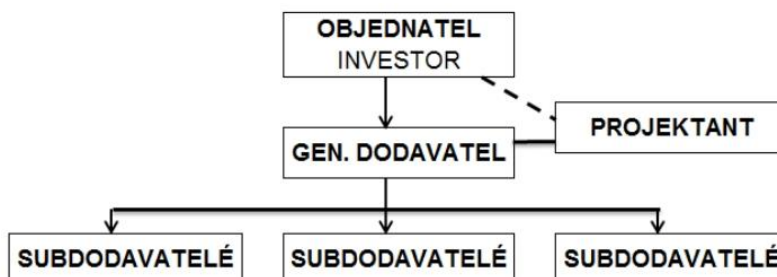 OBJEDNATEL
INVESTOR
PROJEKTANT
GEN. DODAVATEL
SUBDODAVATELÉ
SUBDODAVATELÉ
SUBDODAVATELÉ